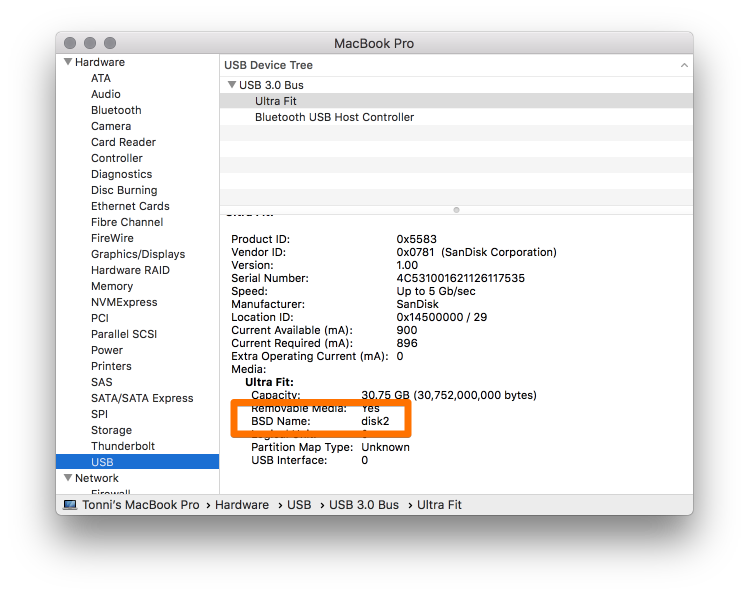 MacBook Pro
Hardware
ATA
Audio
Bluetooth
Camera
Card Reader
Controller
Diagnostics
Disc Burning
Ethernet Cards
Fibre Channel
FireWire
Graphics/Displays
Hardware RAID
Memory
NVMExpress
PCI
Parallel SCSI
Power
Printers
SAS
SATA/SATA Express
SPI
Storage
Thunderbolt
USB
Network
Firewall
USB Device Tree
USB 3.0 Bus
Ultra Fit
Bluetooth USB Host Controller
Ultra Fit:
Product ID: 0x5583
Vendor ID: 0x0781 (SanDisk Corporation)
Version: 1.00
Serial Number: 4C531001621126117535
Speed: Up to 5 Gb/sec
Manufacturer: SanDisk
Location ID: 0x14500000 / 29
Current Available (mA): 900
Current Required (mA): 896
Extra Operating Current (mA): 0
Media:
Ultra Fit:
Capacity: 30.75 GB (30,752,000,000 bytes)
Removable Media: Yes
BSD Name: disk2
Partition Map Type: Unknown
USB Interface: 0
Tonni's MacBook Pro › Hardware › USB › USB 3.0 Bus › Ultra Fit